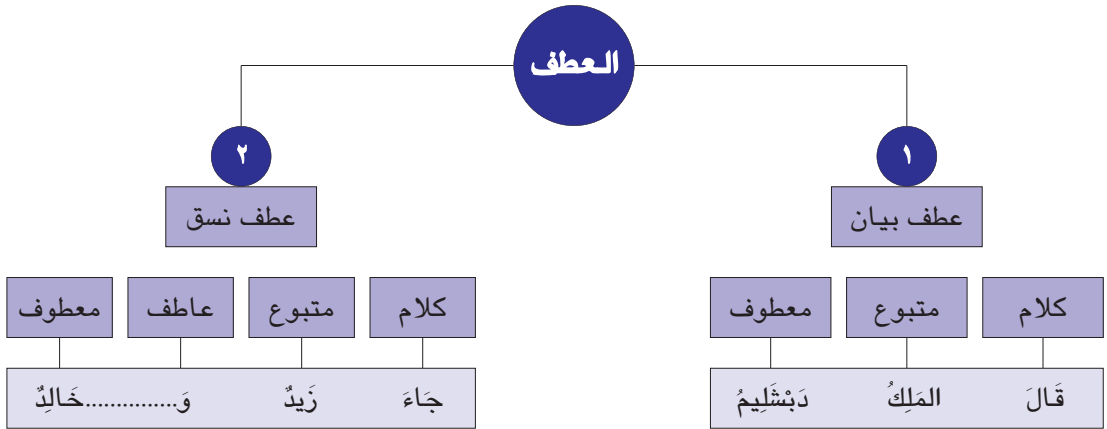 العطف
١
٢
عطف بيان
عطف نسق
كلام متبوع معطوف
كلام متبوع عاطف معطوف
قَالَ المَلِكُ دَبْشَلِيمُ
جَاءَ زَيدٌ وَ..............خَالِدٌ